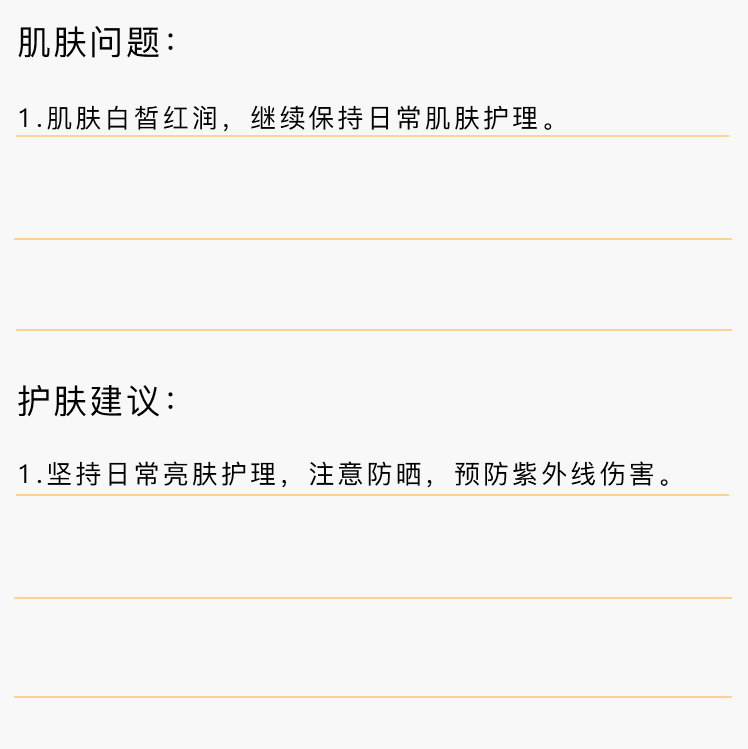 肌肤问题：
1.肌肤白皙红润，继续保持日常肌肤护理。
护肤建议：
1.坚持日常亮肤护理，注意防晒，预防紫外线伤害。